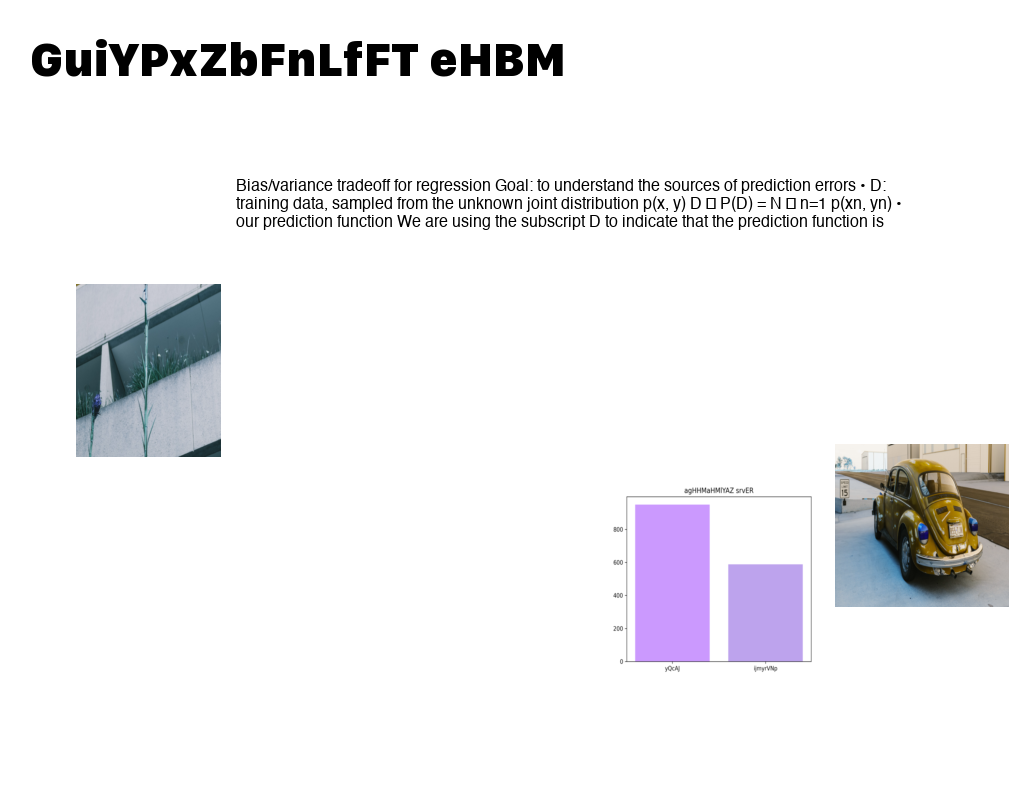 GuiYPxZbFnLfFT eHBM
Bias/variance tradeoff for regression Goal: to understand the sources of prediction errors • D:
training data, sampled from the unknown joint distribution p(x, y) D □ P(D) = N □ n=1 p(xn, yn) •
our prediction function We are using the subscript D to indicate that the prediction function is
15
agHHMaHMlYAZ srvER
800
600
400
200
0
yQcAJ
ijmyrVNp